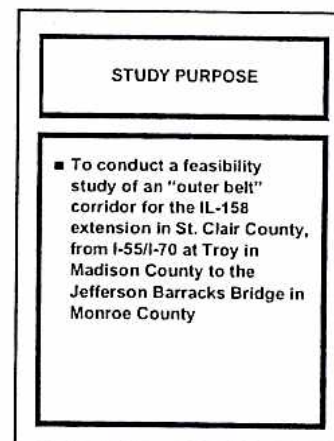 STUDY PURPOSE
■ To conduct a feasibility
study of an "outer belt"
corridor for the IL-158
extension in St. Clair County,
from I-55/I-70 at Troy in
Madison County to the
Jefferson Barracks Bridge in
Monroe County